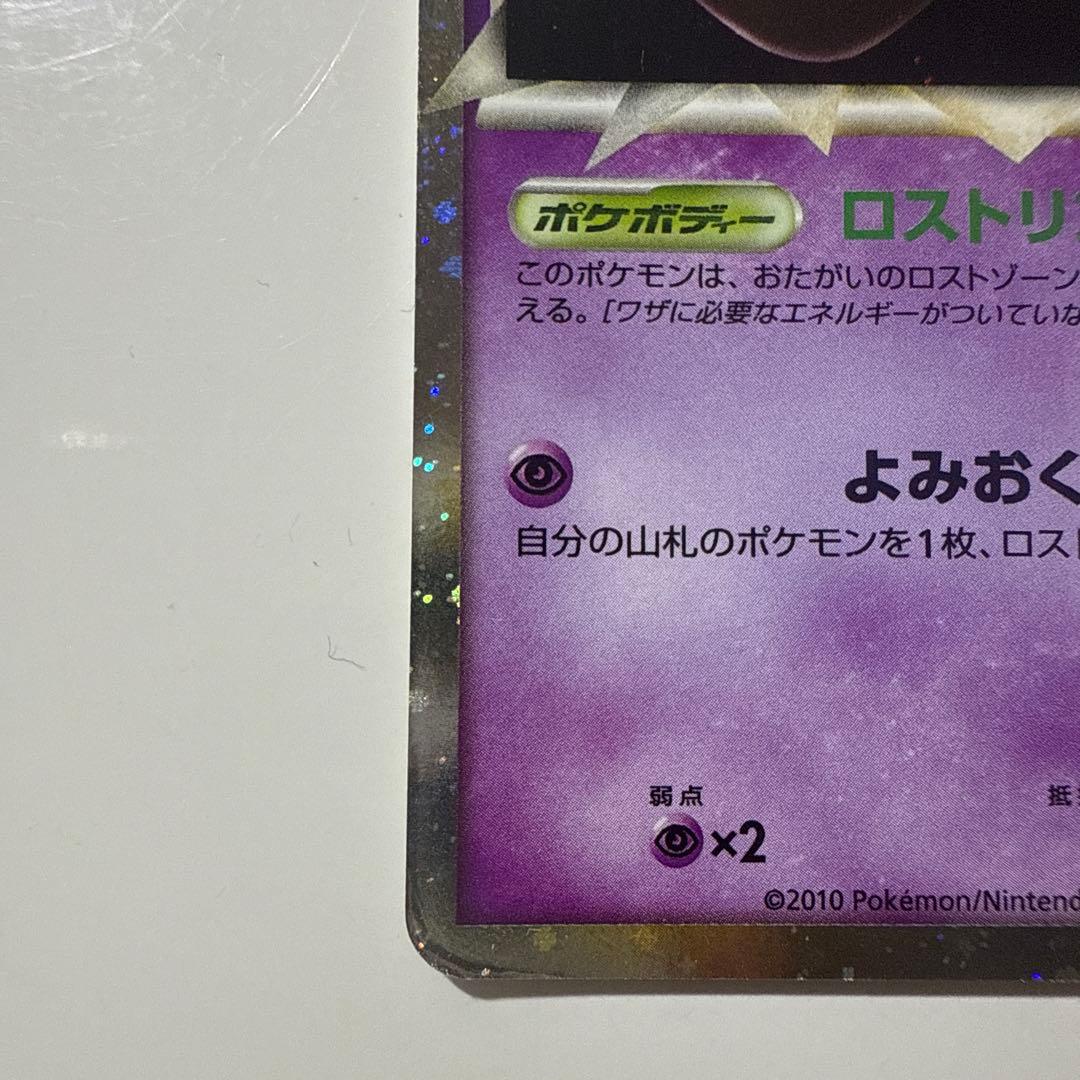 ポケボディー ロストリン
このポケモンは、おたがいのロストゾーン
える。[ワザに必要なエネルギーがついていな
よみおく
自分の山札のポケモンを1枚、ロスト
弱点 抵
×2
©2010 Pokémon/Nintendo